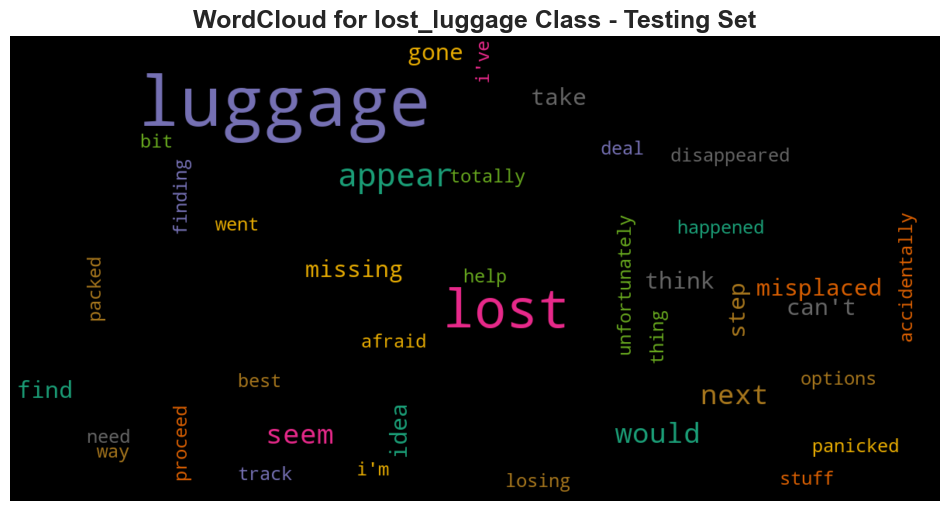 WordCloud for lost_luggage Class - Testing Set
gone
i've
take
luggage
bit
deal
disappeared
finding
appear
totally
went
unfortunately
happened
accidentally
packed
missing
help
think
step
misplaced
can't
lost
thing
afraid
find
best
next
options
need
way
proceed
seem
idea
would
panicked
track
i'm
losing
stuff